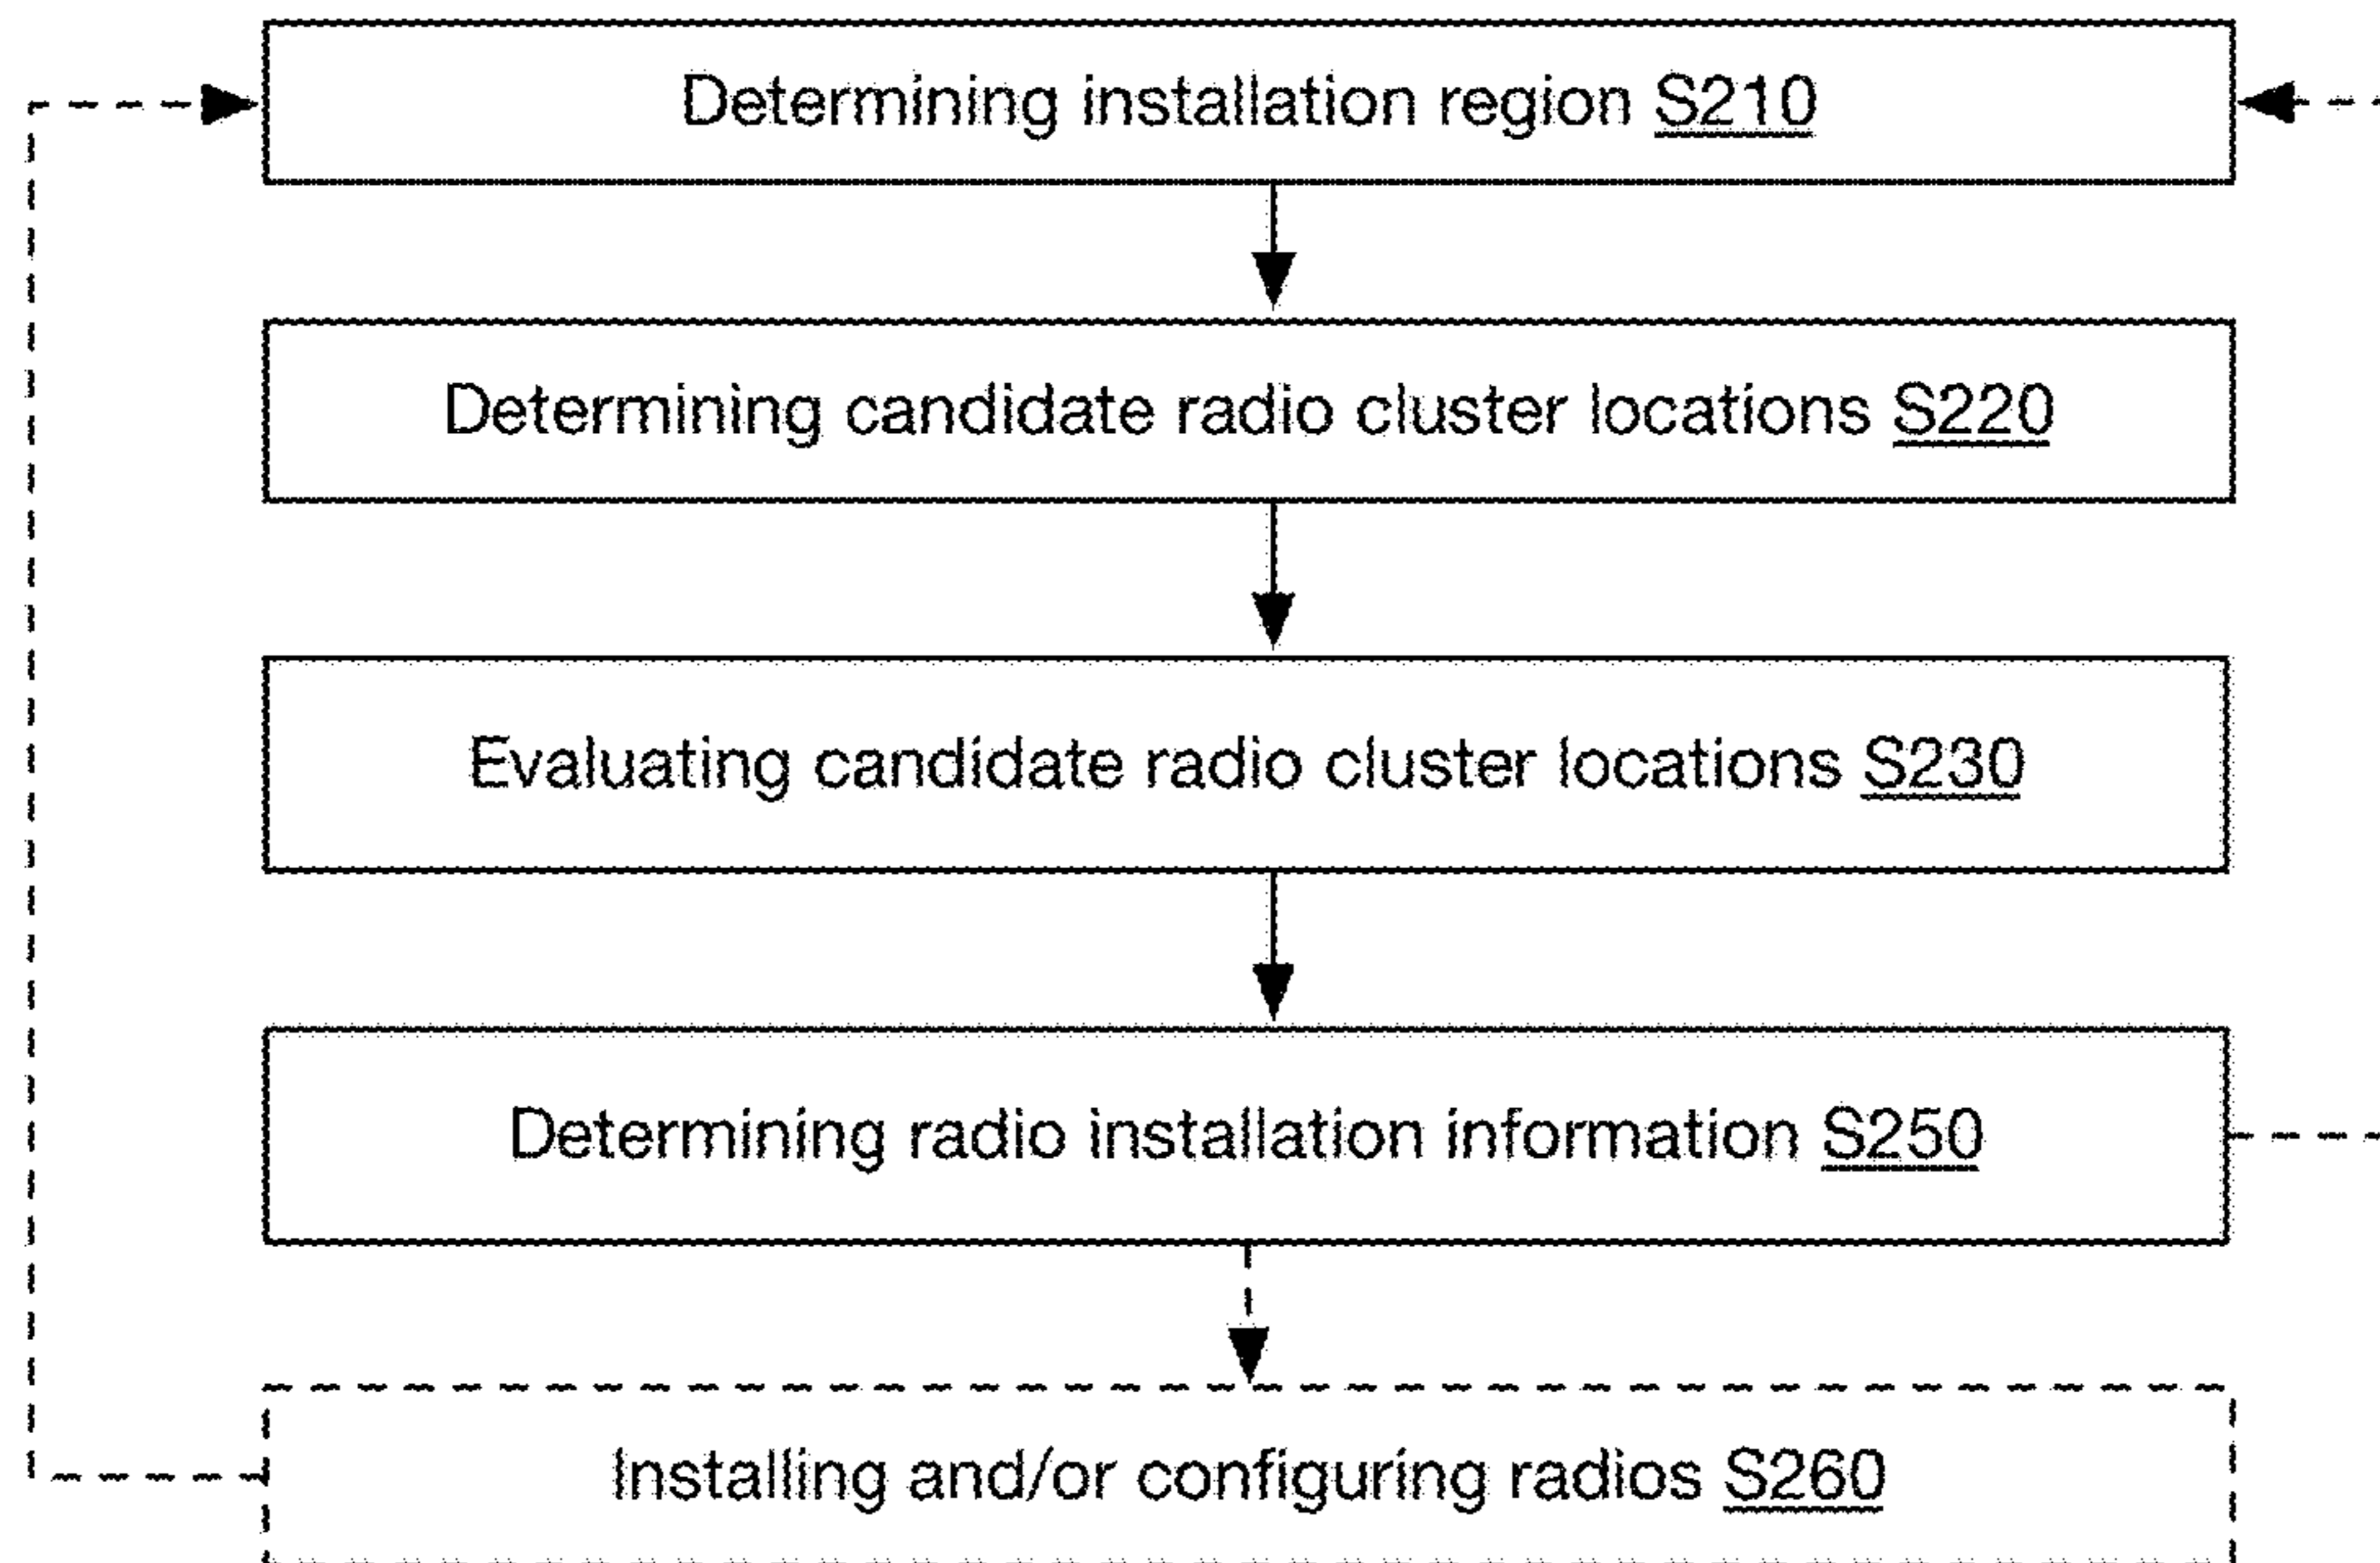 Determining installation region S210
Determining candidate radio cluster locations S220
Evaluating candidate radio cluster locations S230
Determining radio installation information S250
Installing and/or configuring radios S260